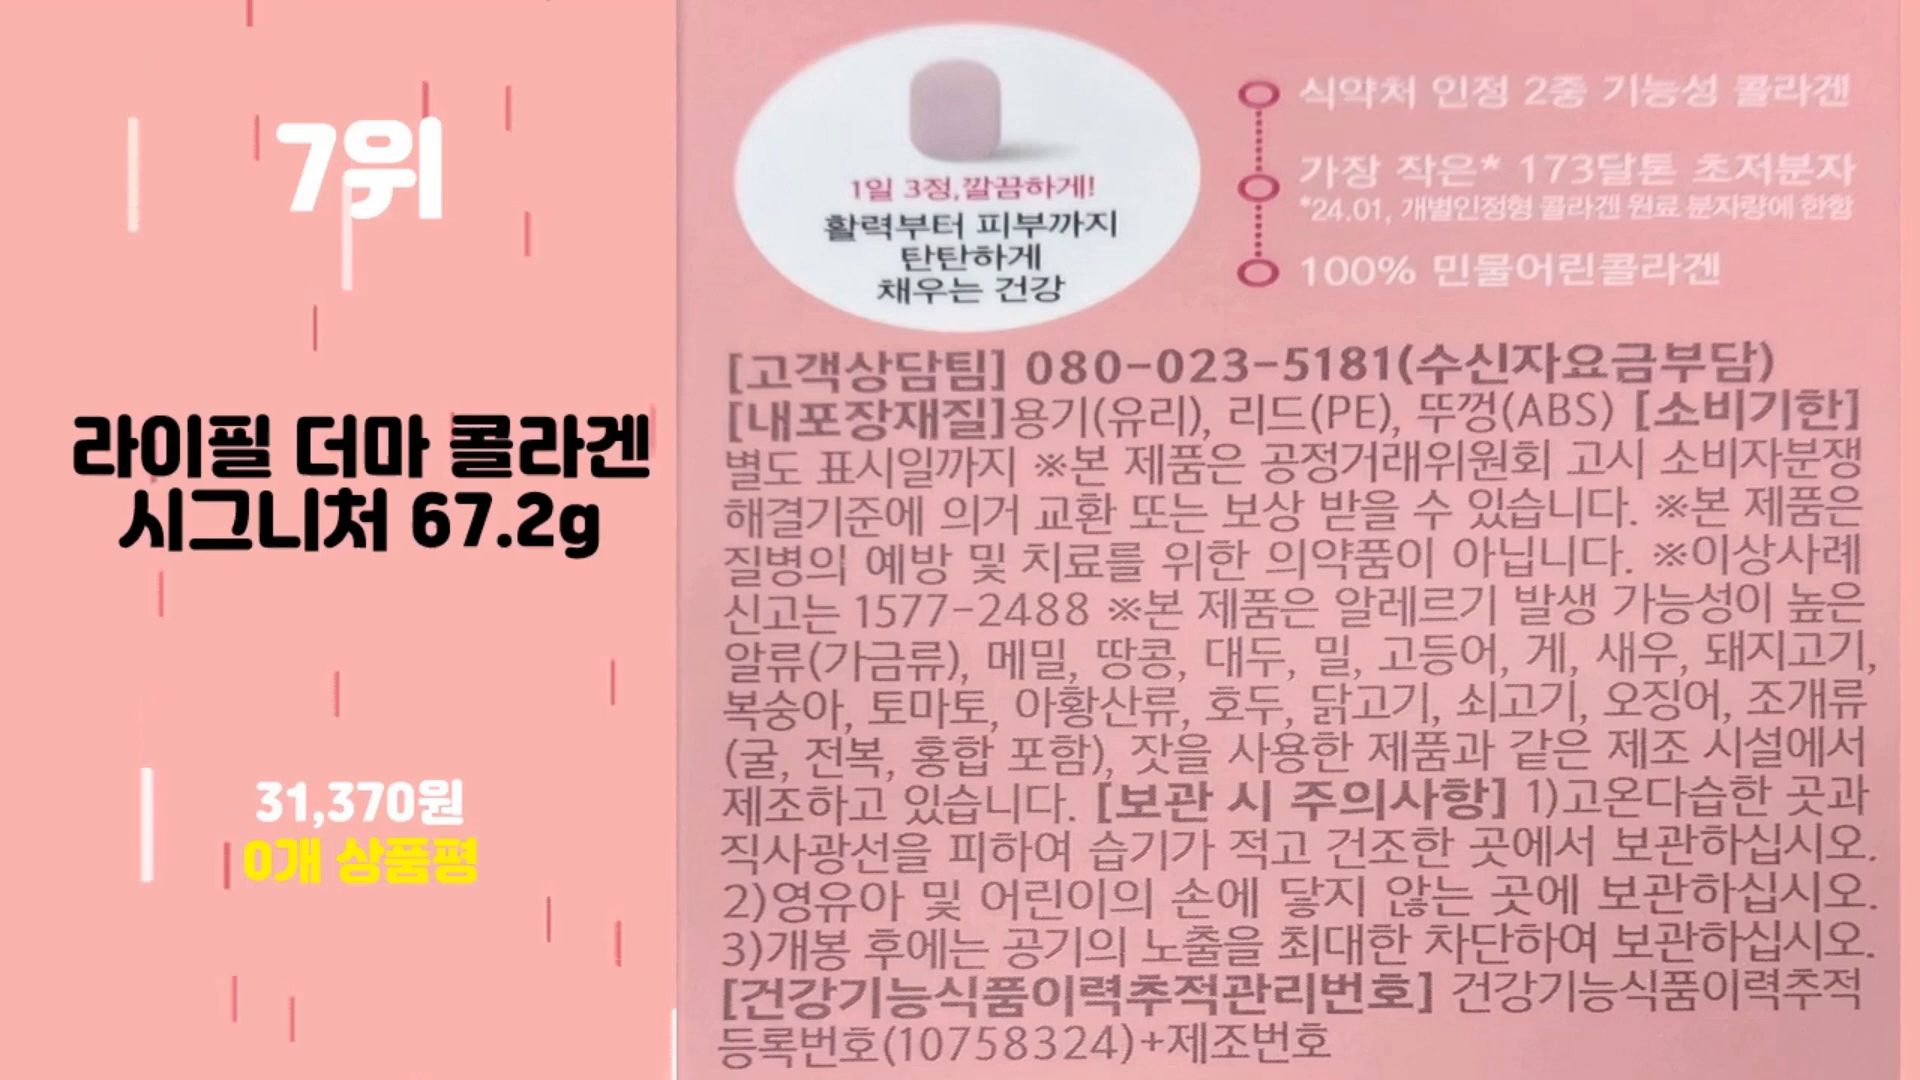 7위
라이필 더마 콜라겐
시그니처 67.2g
31,370원
0개 상품평
1일 3정,깔끔하게!
활력부터 피부까지
탄탄하게
채우는 건강
식약처 인정 2중 기능성 콜라겐
가장 작은* 173달톤 초저분자
*24.01, 개별인정형 콜라겐 원료 분자량에 한함
100% 민물어린콜라겐
[고객상담팀] 080-023-5181(수신자요금부담)
[내포장재질]용기(유리), 리드(PE), 뚜껑(ABS) [소비기한]
별도 표시일까지 ※본 제품은 공정거래위원회 고시 소비자분쟁
해결기준에 의거 교환 또는 보상 받을 수 있습니다. ※본 제품은
질병의 예방 및 치료를 위한 의약품이 아닙니다. ※이상사례
신고는 1577-2488 ※본 제품은 알레르기 발생 가능성이 높은
알류(가금류), 메밀, 땅콩, 대두, 밀, 고등어, 게, 새우, 돼지고기,
복숭아, 토마토, 아황산류, 호두, 닭고기, 쇠고기, 오징어, 조개류
(굴, 전복, 홍합 포함), 잣을 사용한 제품과 같은 제조 시설에서
제조하고 있습니다. [보관 시 주의사항] 1)고온다습한 곳과
직사광선을 피하여 습기가 적고 건조한 곳에서 보관하십시오.
2)영유아 및 어린이의 손에 닿지 않는 곳에 보관하십시오.
3)개봉 후에는 공기의 노출을 최대한 차단하여 보관하십시오.
[건강기능식품이력추적관리번호] 건강기능식품이력추적
등록번호(10758324)+제조번호